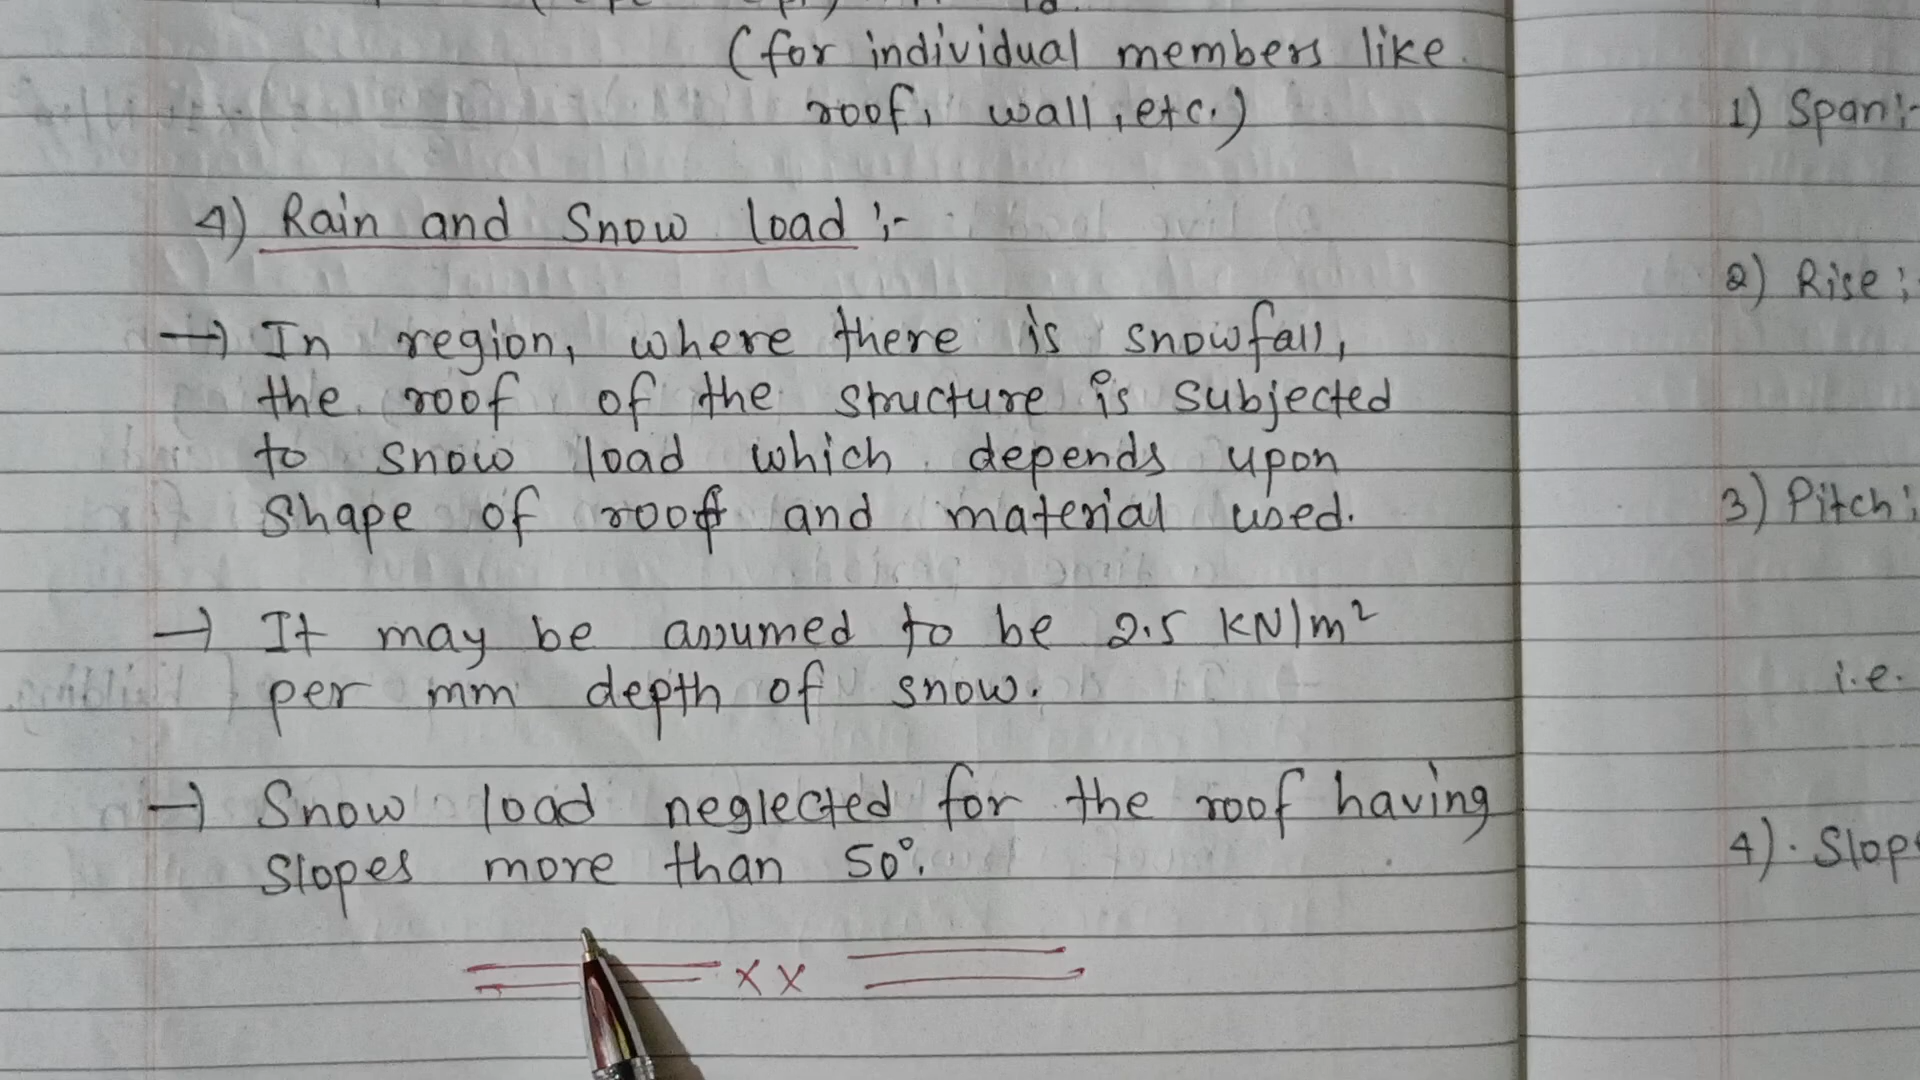 (for individual members like
roof, wall, etc.)
4) Rain and Snow load :-
→ In region, where there is snowfall,
the roof of the structure is subjected
to snow load which depends upon
shape of roof and material used.
→ It may be assumed to be 2.5 KN/m²
per mm depth of snow.
→ Snow load neglected for the roof having
slopes more than 50°.
x x
1) Span:-
2) Rise:
3) Pitch:
i.e.
4). Slop